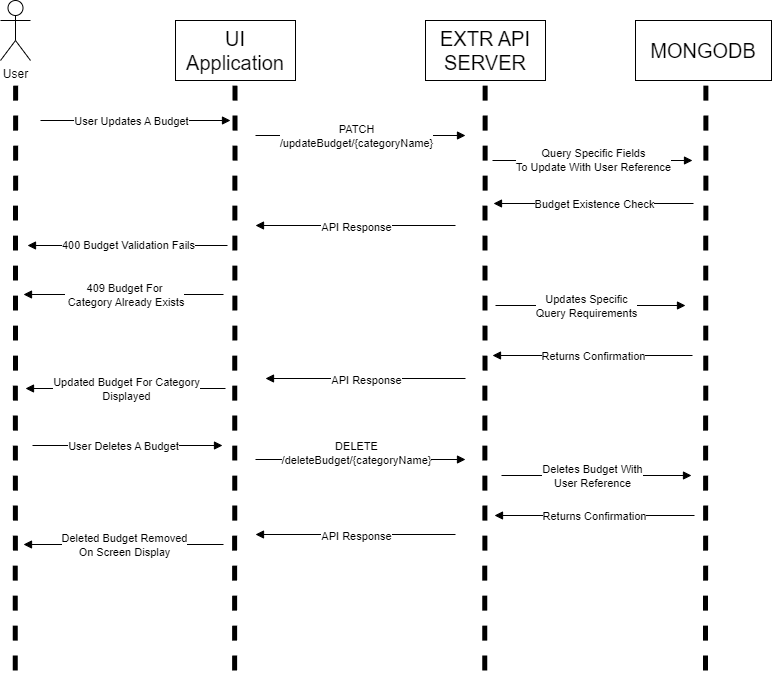 UI
Application
EXTR API
SERVER
MONGODB
User
User Updates A Budget
PATCH
/updateBudget/{categoryName}
Query Specific Fields
To Update With User Reference
Budget Existence Check
API Response
400 Budget Validation Fails
409 Budget For
Category Already Exists
Updates Specific
Query Requirements
Returns Confirmation
API Response
Updated Budget For Category
Displayed
User Deletes A Budget
DELETE
/deleteBudget/{categoryName}
Deletes Budget With
User Reference
Returns Confirmation
API Response
Deleted Budget Removed
On Screen Display